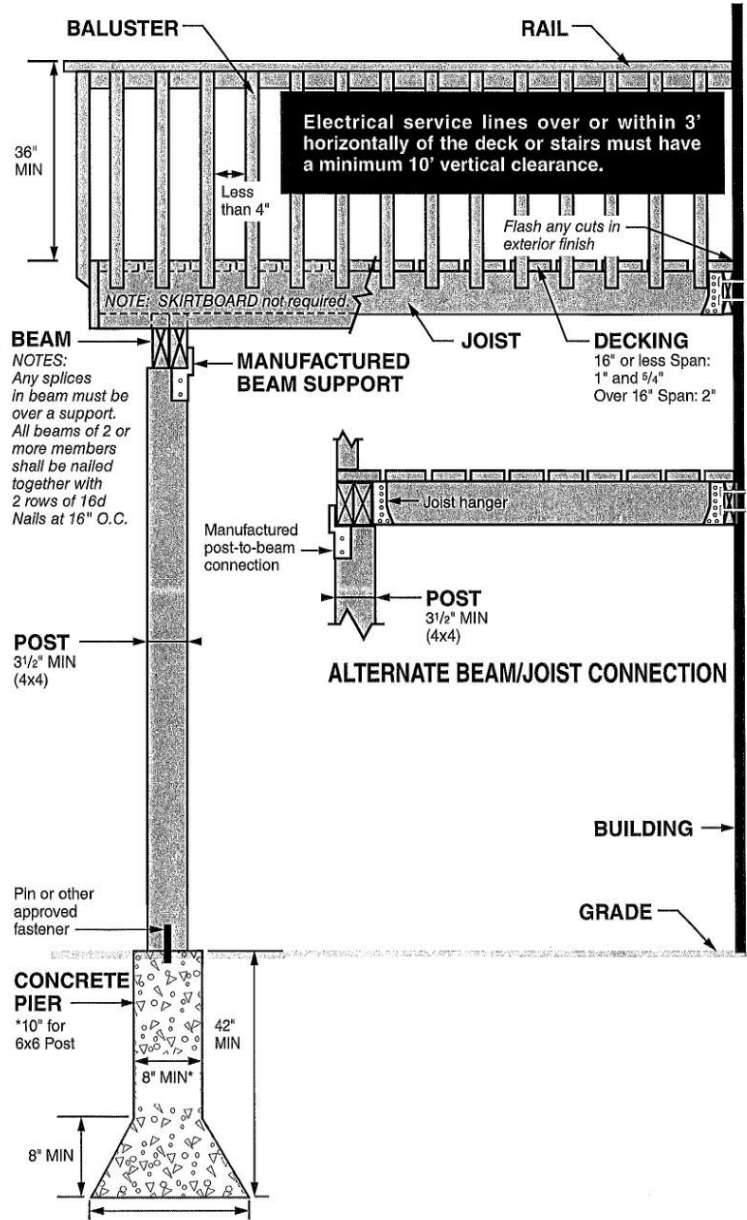 BALUSTER
RAIL
Electrical service lines over or within 3'
horizontally of the deck or stairs must have
a minimum 10' vertical clearance.
36"
MIN
Less
than 4"
Flash any cuts in
exterior finish
NOTE: SKIRTBOARD not required.
BEAM
NOTES:
Any splices
in beam must be
over a support.
All beams of 2 or
more members
shall be nailed
together with
2 rows of 16d
Nails at 16" O.C.
MANUFACTURED
BEAM SUPPORT
JOIST
DECKING
16" or less Span:
1" and 5/4"
Over 16" Span: 2"
Joist hanger
Manufactured
post-to-beam
connection
POST
3 1/2" MIN
(4x4)
ALTERNATE BEAM/JOIST CONNECTION
POST
3 1/2" MIN
(4x4)
BUILDING
Pin or other
approved
fastener
GRADE
CONCRETE
PIER
*10" for
6x6 Post
42"
MIN
8" MIN*
8" MIN